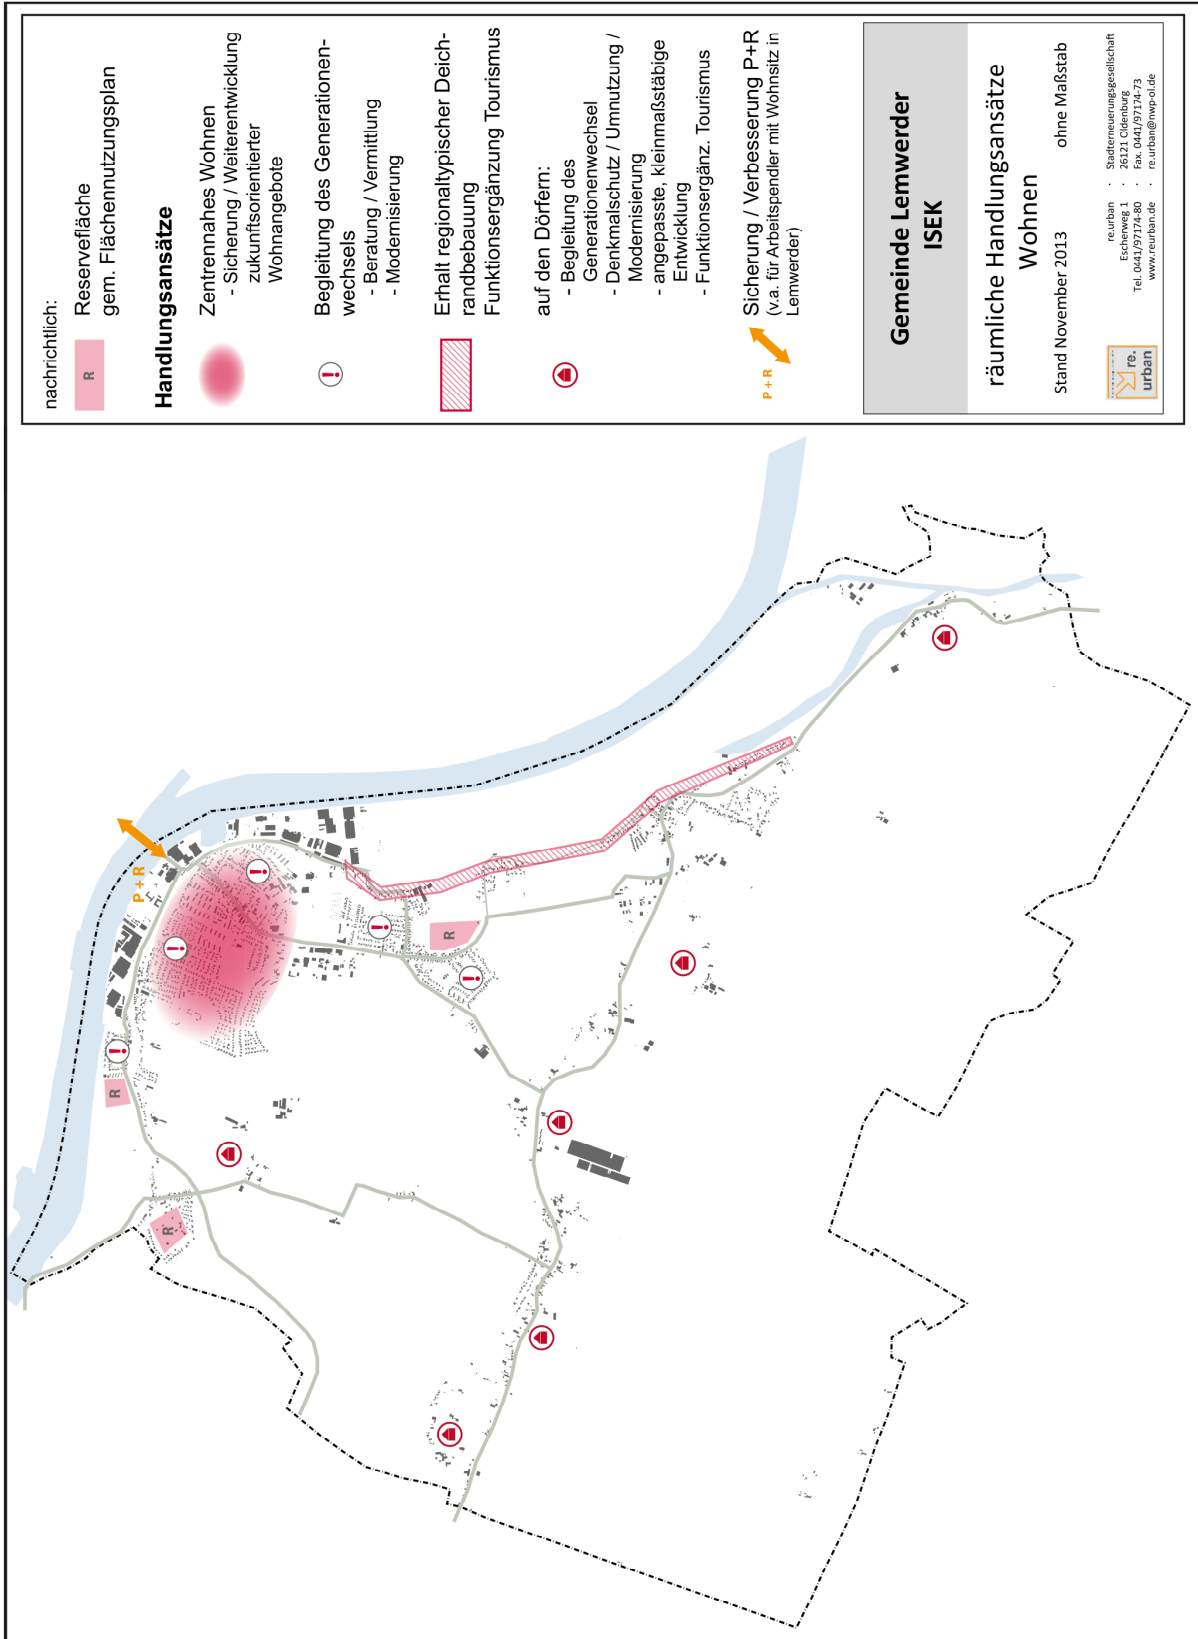 nachrichtlich:
R
Reservefläche
gem. Flächennutzungsplan
Handlungsansätze
Zentrennahes Wohnen
- Sicherung / Weiterentwicklung
zukunftsorientierter
Wohnangebote
Begleitung des Generationen-
wechsels
- Beratung / Vermittlung
- Modernisierung
Erhalt regionaltypischer Deich-
randbebauung
Funktionsergänzung Tourismus
auf den Dörfern:
- Begleitung des
Generationenwechsel
- Denkmalschutz / Umnutzung /
Modernisierung
- angepasste, kleinmaßstäbige
Entwicklung
- Funktionsergänz. Tourismus
P + R
Sicherung / Verbesserung P+R
(v.a. für Arbeitspendler mit Wohnsitz in
Lemwerder)
Gemeinde Lemwerder
ISEK
räumliche Handlungsansätze
Wohnen
Stand November 2013 ohne Maßstab
re.
urban
re.urban · Stadterneuerungsgesellschaft
Escherweg 1 · 26121 Oldenburg
Tel. 0441/97174-80 · Fax. 0441/97174-73
www.reurban.de · re.urban@nwp-ol.de
P + R
R
R
R